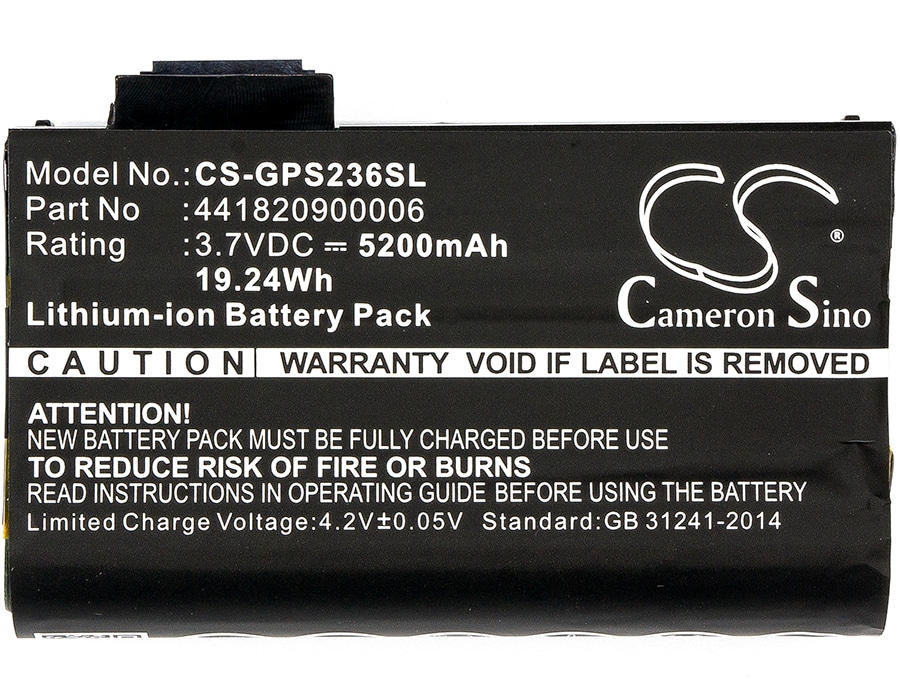 Model No.:CS-GPS236SL
Part No :441820900006
Rating :3.7VDC ⎓ 5200mAh
19.24Wh
Lithium-ion Battery Pack
CS ®
Cameron Sino
CAUTION WARRANTY VOID IF LABEL IS REMOVED
ATTENTION!
NEW BATTERY PACK MUST BE FULLY CHARGED BEFORE USE
TO REDUCE RISK OF FIRE OR BURNS
READ INSTRUCTIONS IN OPERATING GUIDE BEFORE USING THE BATTERY
Limited Charge Voltage:4.2V±0.05V Standard:GB 31241-2014